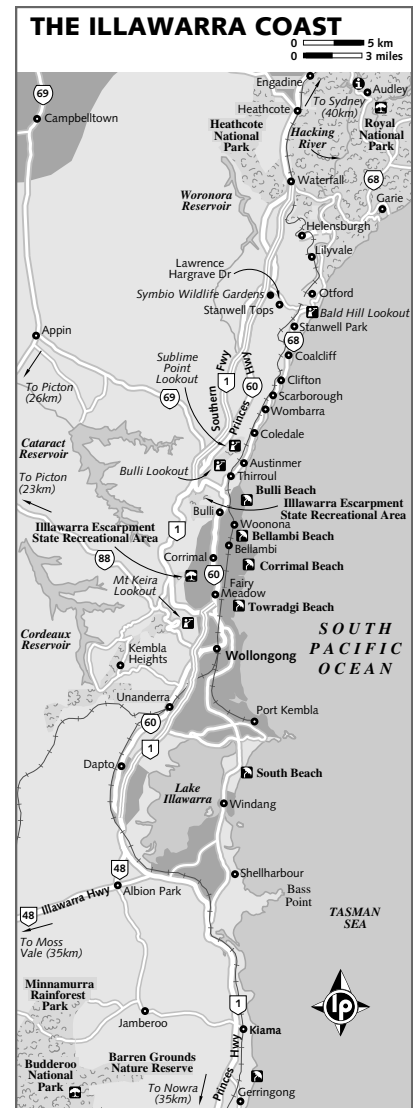 THE ILLAWARRA COAST
0 5 km
0 3 miles
Engadine
69
Audley
To Sydney
(40km)
Campbelltown
Heathcote
Royal
National
Park
Heathcote
National
Park
Hacking
River
Waterfall
68
Woronora
Reservoir
Garie
Helensburgh
Lilyvale
Lawrence
Hargrave Dr
Symbio Wildlife Gardens
Otford
Stanwell Tops
Bald Hill Lookout
Stanwell Park
Appin
68
Sublime
Point
Lookout
Coalcliff
Southern Fwy
Princes Hwy
1
60
To Picton
(26km)
Clifton
69
Scarborough
Wombarra
Coledale
Cataract
Reservoir
Bulli Lookout
Austinmer
Thirroul
To Picton
(23km)
Bulli Beach
Illlawarra Escarpment
State Recreational Area
Bulli
1
Illlawarra Escarpment
State Recreational Area
Woonona
Bellambi Beach
Bellambi
88
Corrimal
Corrimal Beach
60
Mt Keira
Lookout
Fairy
Meadow
Towradgi Beach
Cordeaux
Reservoir
SOUTH
PACIFIC
OCEAN
Kembla
Heights
Wollongong
Unanderra
Port Kembla
60
1
Dapto
South Beach
Lake
Illawarra
Windang
48
Shellharbour
Illawarra Hwy
Albion Park
Bass
Point
48
To Moss
Vale (35km)
TASMAN
SEA
Minnamurra
Rainforest
Park
1
lp
Jamberoo
Kiama
Princes Hwy
Barren Grounds
Nature Reserve
Budderoo
National
Park
To Nowra
(35km)
Gerringong